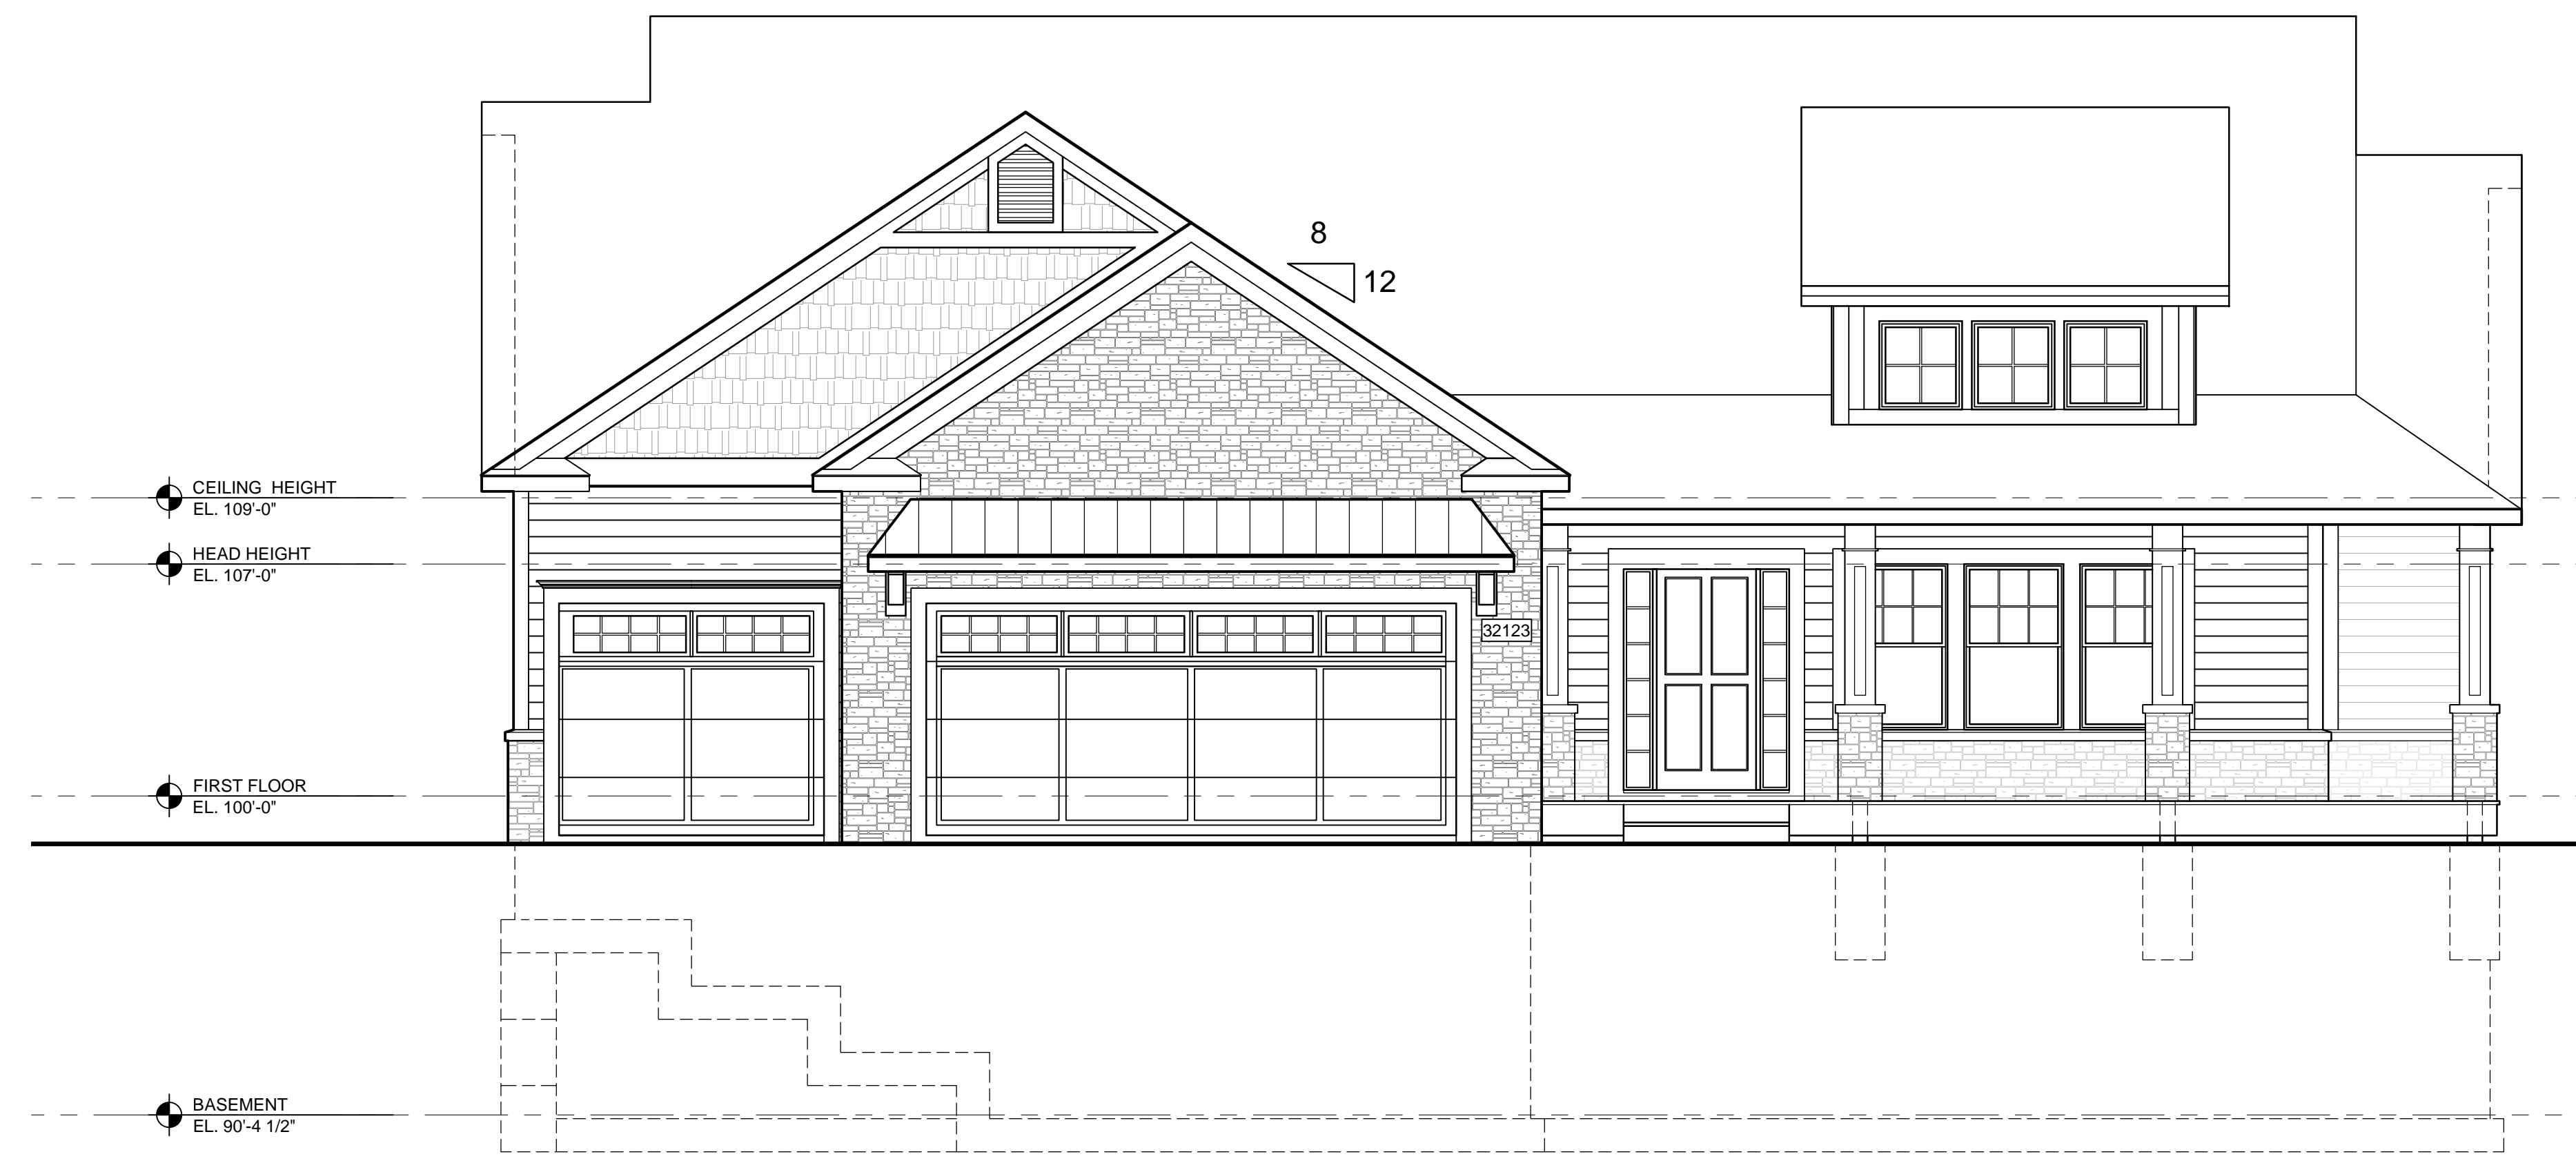 8
12
CEILING HEIGHT
EL. 109'-0"
HEAD HEIGHT
EL. 107'-0"
32123
FIRST FLOOR
EL. 100'-0"
BASEMENT
EL. 90'-4 1/2"